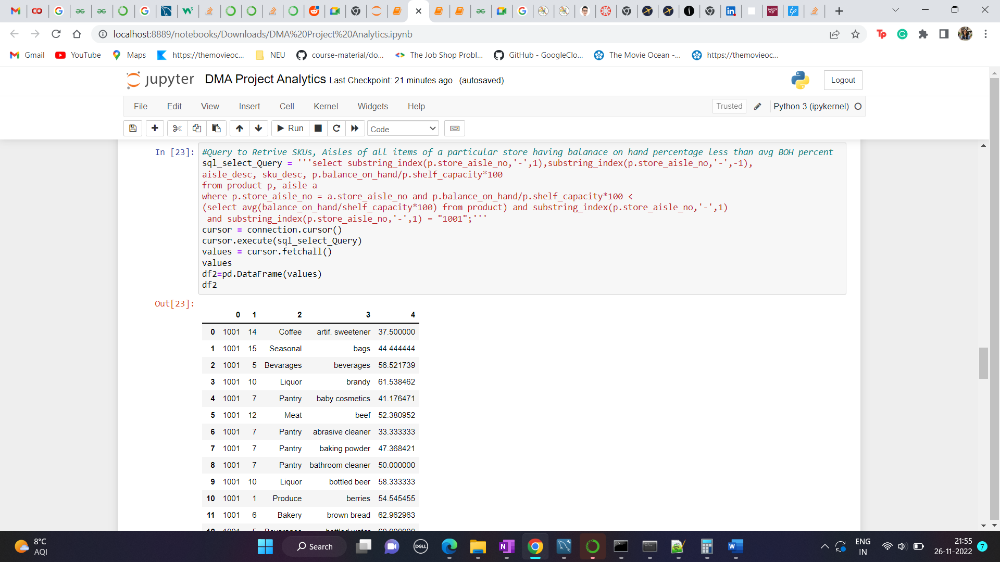 localhost:8889/notebooks/Downloads/DMA%20Project%20Analytics.ipynb
Gmail YouTube Maps https://themovieoc... NEU course-material/do... The Job Shop Probl... GitHub - GoogleClo... The Movie Ocean -... https://themovieoc...
jupyter DMA Project Analytics Last Checkpoint: 21 minutes ago (autosaved) Logout
File Edit View Insert Cell Kernel Widgets Help Trusted Python 3 (ipykernel)
Run Code
In [23]: #Query to Retrive SKUs, Aisles of all items of a particular store having balanace on hand percentage less than avg BOH percent
sql_select_Query = '''select substring_index(p.store_aisle_no,'-',1),substring_index(p.store_aisle_no,'-',-1),
aisle_desc, sku_desc, p.balance_on_hand/p.shelf_capacity*100
from product p, aisle a
where p.store_aisle_no = a.store_aisle_no and p.balance_on_hand/p.shelf_capacity*100 <
(select avg(balance_on_hand/shelf_capacity*100) from product) and substring_index(p.store_aisle_no,'-',1)
and substring_index(p.store_aisle_no,'-',1) = "1001";'''
cursor = connection.cursor()
cursor.execute(sql_select_Query)
values = cursor.fetchall()
values
df2=pd.DataFrame(values)
df2
Out[23]:
0 1 2 3 4
0 1001 14 Coffee artif. sweetener 37.500000
1 1001 15 Seasonal bags 44.444444
2 1001 5 Bevarages beverages 56.521739
3 1001 10 Liquor brandy 61.538462
4 1001 7 Pantry baby cosmetics 41.176471
5 1001 12 Meat beef 52.380952
6 1001 7 Pantry abrasive cleaner 33.333333
7 1001 7 Pantry baking powder 47.368421
8 1001 7 Pantry bathroom cleaner 50.000000
9 1001 10 Liquor bottled beer 58.333333
10 1001 1 Produce berries 54.545455
11 1001 6 Bakery brown bread 62.962963
8°C
AQI
Search
ENG
IN
21:55
26-11-2022
7